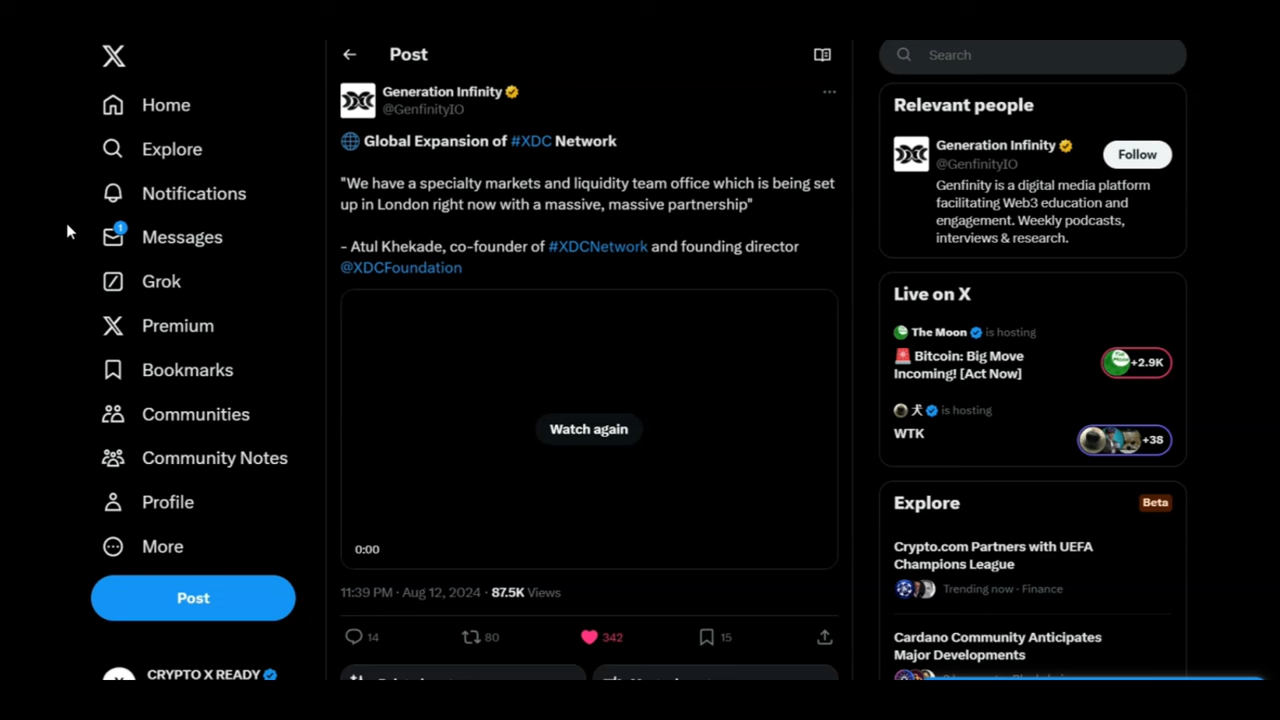 Home
Explore
Notifications
1
Messages
Grok
Premium
Bookmarks
Communities
Community Notes
Profile
More
Post
CRYPTO X READY
Post
Generation Infinity
@GenfinityIO
Global Expansion of #XDC Network
"We have a specialty markets and liquidity team office which is being set
up in London right now with a massive, massive partnership"
- Atul Khekade, co-founder of #XDCNetwork and founding director
@XDCFoundation
Watch again
0:00
11:39 PM · Aug 12, 2024 · 87.5K Views
14 80 342 15
Search
Relevant people
Generation Infinity
@GenfinityIO
Follow
Genfinity is a digital media platform
facilitating Web3 education and
engagement. Weekly podcasts,
interviews & research.
Live on X
The Moon is hosting
Bitcoin: Big Move
Incoming! [Act Now]
+2.9K
犬 is hosting
WTK
+38
Explore
Beta
Crypto.com Partners with UEFA
Champions League
Trending now · Finance
Cardano Community Anticipates
Major Developments